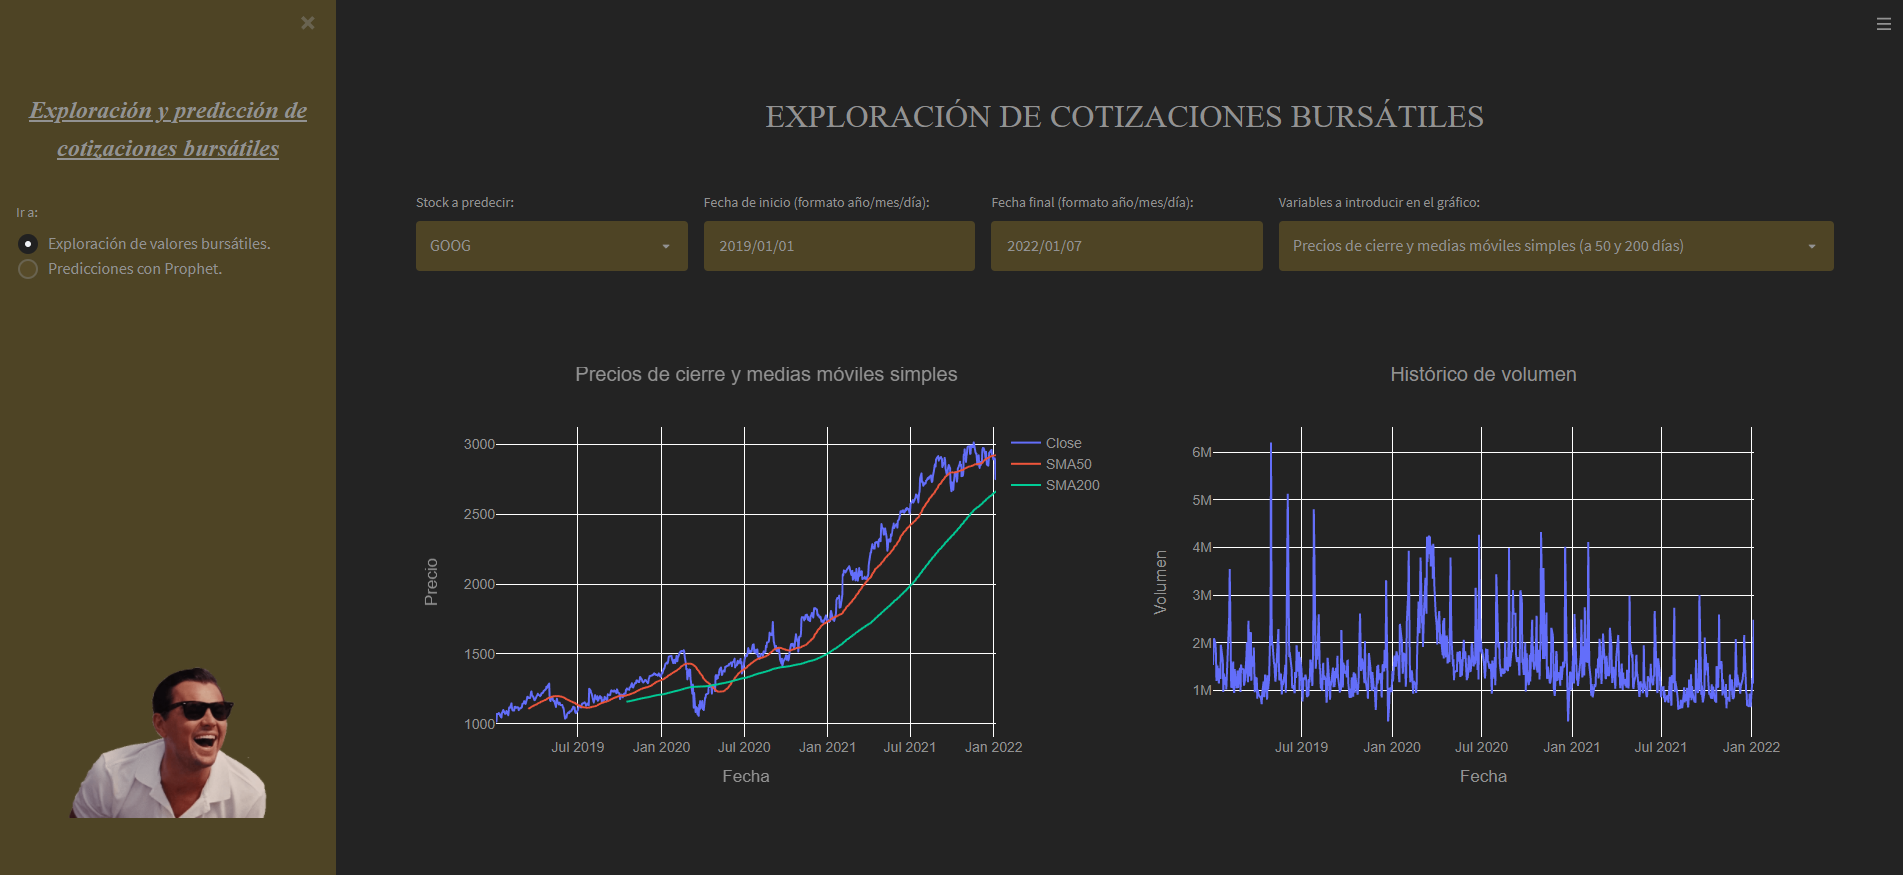 Exploración y predicción de
cotizaciones bursátiles
Ir a:
Exploración de valores bursátiles.
Predicciones con Prophet.
EXPLORACIÓN DE COTIZACIONES BURSÁTILES
Stock a predecir:
GOOG
Fecha de inicio (formato año/mes/día):
2019/01/01
Fecha final (formato año/mes/día):
2022/01/07
Variables a introducir en el gráfico:
Precios de cierre y medias móviles simples (a 50 y 200 días)
Precios de cierre y medias móviles simples
3000
2500
2000
1500
1000
Precio
Jul 2019
Jan 2020
Jul 2020
Jan 2021
Jul 2021
Jan 2022
Fecha
Close
SMA50
SMA200
Histórico de volumen
6M
5M
4M
3M
2M
1M
Volumen
Jul 2019
Jan 2020
Jul 2020
Jan 2021
Jul 2021
Jan 2022
Fecha